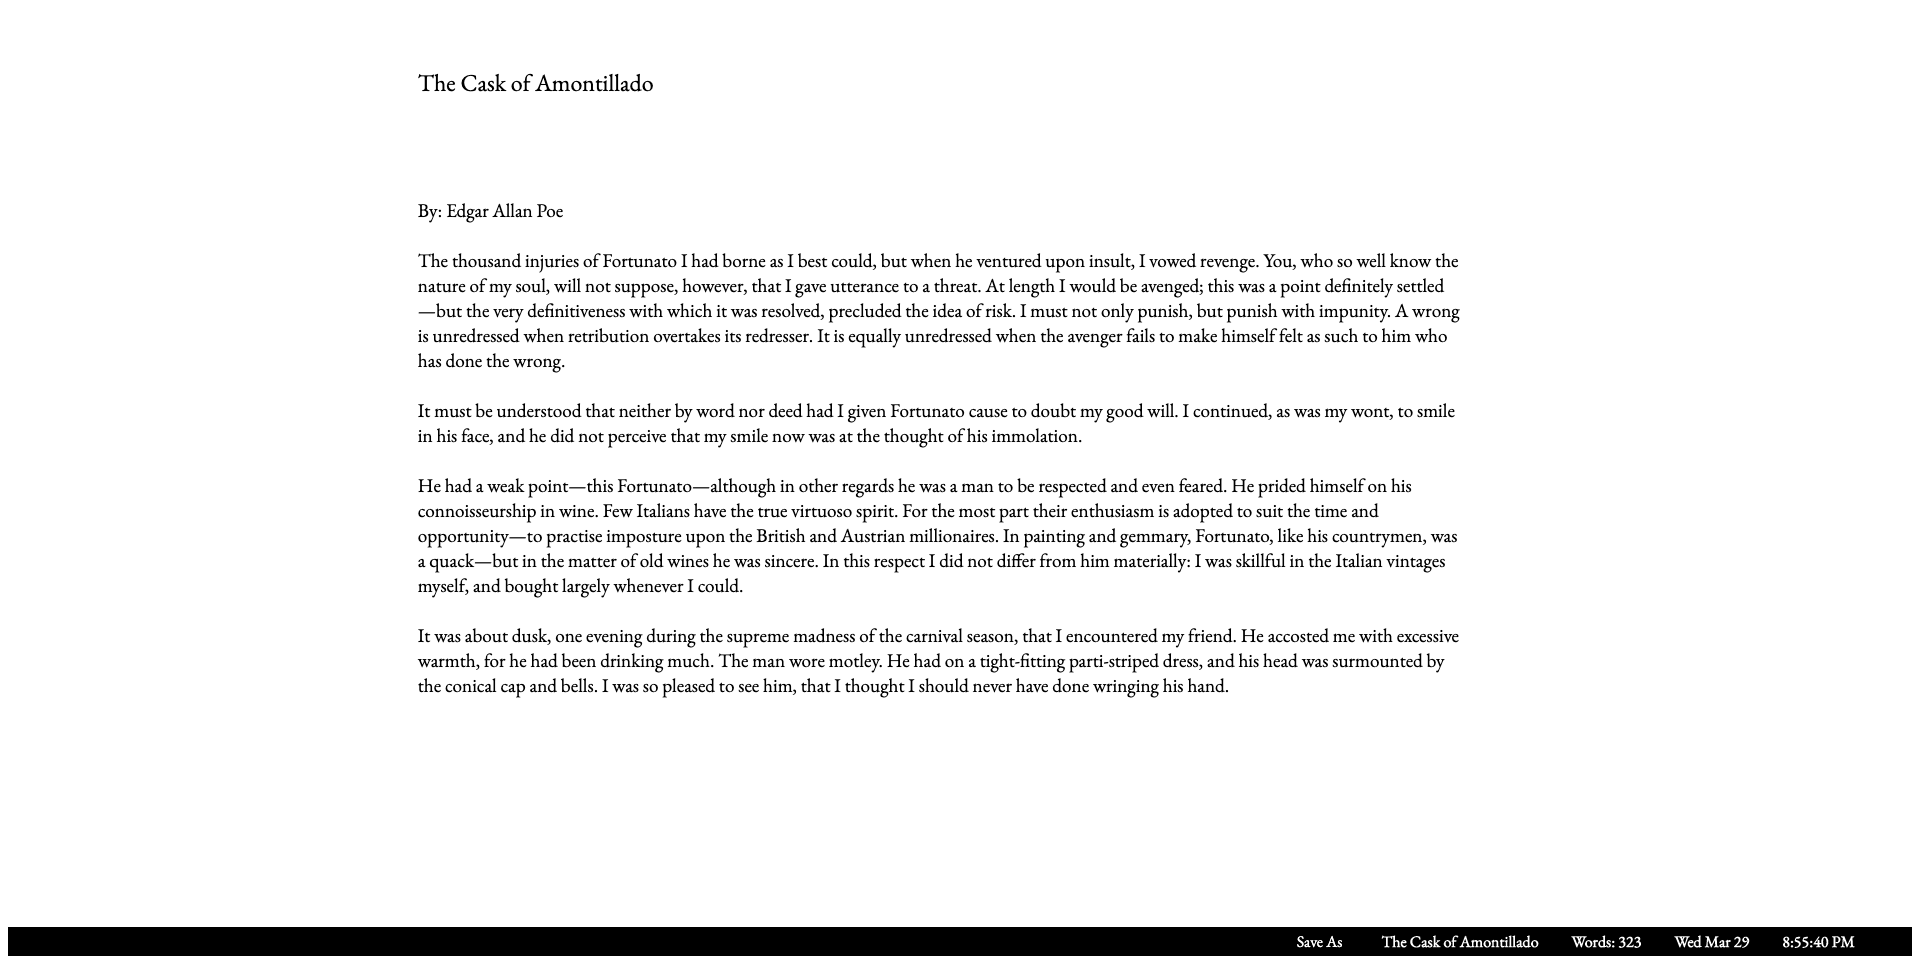 The Cask of Amontillado
By: Edgar Allan Poe
The thousand injuries of Fortunato I had borne as I best could, but when he ventured upon insult, I vowed revenge. You, who so well know the
nature of my soul, will not suppose, however, that I gave utterance to a threat. At length I would be avenged; this was a point definitely settled
—but the very definitiveness with which it was resolved, precluded the idea of risk. I must not only punish, but punish with impunity. A wrong
is unredressed when retribution overtakes its redresser. It is equally unredressed when the avenger fails to make himself felt as such to him who
has done the wrong.
It must be understood that neither by word nor deed had I given Fortunato cause to doubt my good will. I continued, as was my wont, to smile
in his face, and he did not perceive that my smile now was at the thought of his immolation.
He had a weak point—this Fortunato—although in other regards he was a man to be respected and even feared. He prided himself on his
connoisseurship in wine. Few Italians have the true virtuoso spirit. For the most part their enthusiasm is adopted to suit the time and
opportunity—to practise imposture upon the British and Austrian millionaires. In painting and gemmary, Fortunato, like his countrymen, was
a quack—but in the matter of old wines he was sincere. In this respect I did not differ from him materially: I was skillful in the Italian vintages
myself, and bought largely whenever I could.
It was about dusk, one evening during the supreme madness of the carnival season, that I encountered my friend. He accosted me with excessive
warmth, for he had been drinking much. The man wore motley. He had on a tight-fitting parti-striped dress, and his head was surmounted by
the conical cap and bells. I was so pleased to see him, that I thought I should never have done wringing his hand.
Save As The Cask of Amontillado Words: 323 Wed Mar 29 8:55:40 PM